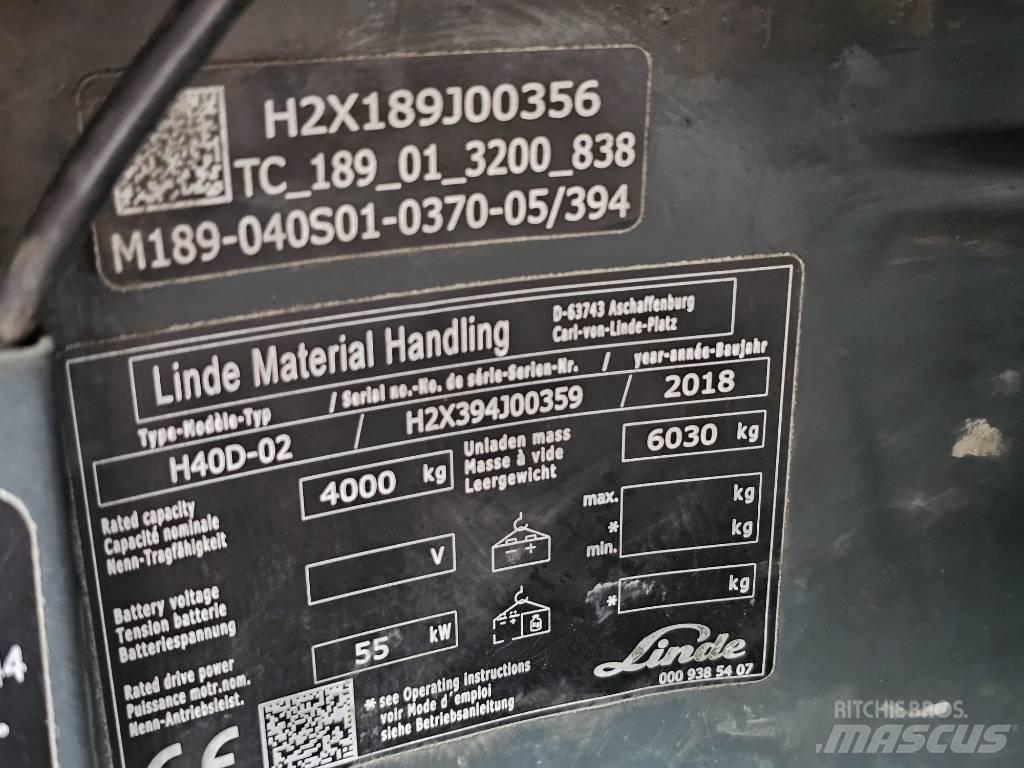 H2X189J00356
TC_189_01_3200_838
M189-040S01-0370-05/394
Linde Material Handling
D-63743 Aschaffenburg
Carl-von-Linde-Platz
Type-Modèle-Typ / Serial no.-No. de série-Serien-Nr. / year-année-Baujahr
H40D-02 / H2X394J00359 / 2018
Rated capacity
Capacité nominale
Nenn-Tragfähigkeit
4000 kg
Unladen mass
Masse à vide
Leergewicht
6030 kg
Battery voltage
Tension batterie
Batteriespannung
V
- +
max. kg
*
min. kg
Rated drive power
Puissance motr.nom.
Nenn-Antriebsleist.
55 kW
kg
* kg
* see Operating instructions
voir Mode d'emploi
siehe Betriebsanleitung
Linde
000 938 54 07
CE
RITCHIE BROS.
MASCUS